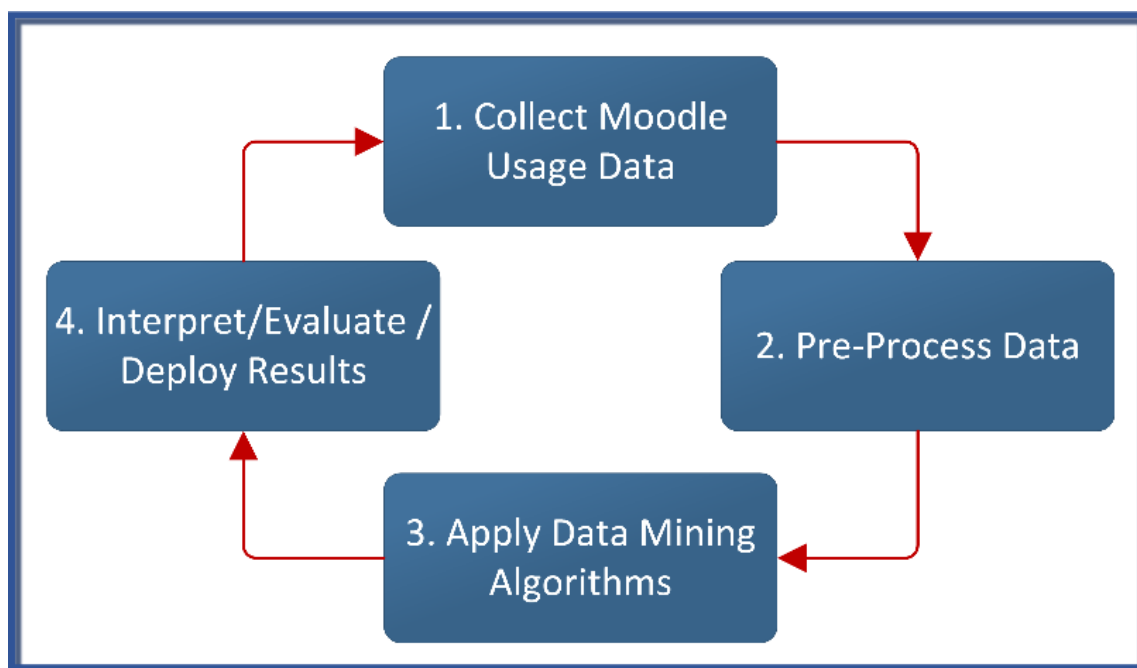 1. Collect Moodle
Usage Data
2. Pre-Process Data
3. Apply Data Mining
Algorithms
4. Interpret/Evaluate /
Deploy Results